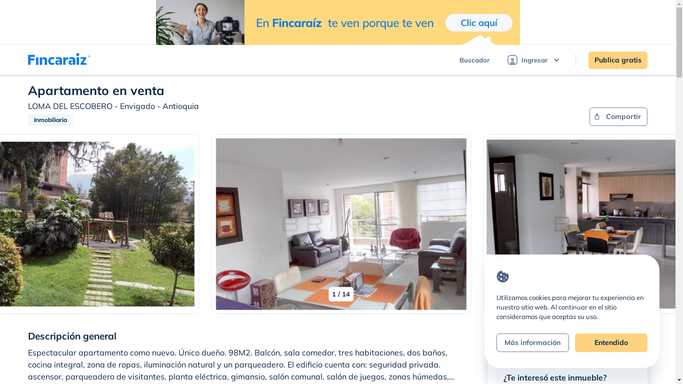 En Fincaraíz te ven porque te ven
Clic aquí
Fincaraíz
Buscador
Ingresar
Publica gratis
Apartamento en venta
LOMA DEL ESCOBERO - Envigado - Antioquia
Inmobiliaria
Compartir
1 / 14
Utilizamos cookies para mejorar tu experiencia en
nuestro sitio web. Al continuar en el sitio
consideramos que aceptas su uso.
Más información
Entendido
Descripción general
Espectacular apartamento como nuevo. Único dueño. 98M2. Balcón, sala comedor, tres habitaciones, dos baños,
cocina integral, zona de ropas, iluminación natural y un parqueadero. El edificio cuenta con: seguridad privada.
ascensor, parqueadero de visitantes, planta eléctrica, gimansio, salón comunal, salón de juegos, zonas húmedas,...
¿Te interesó este inmueble?